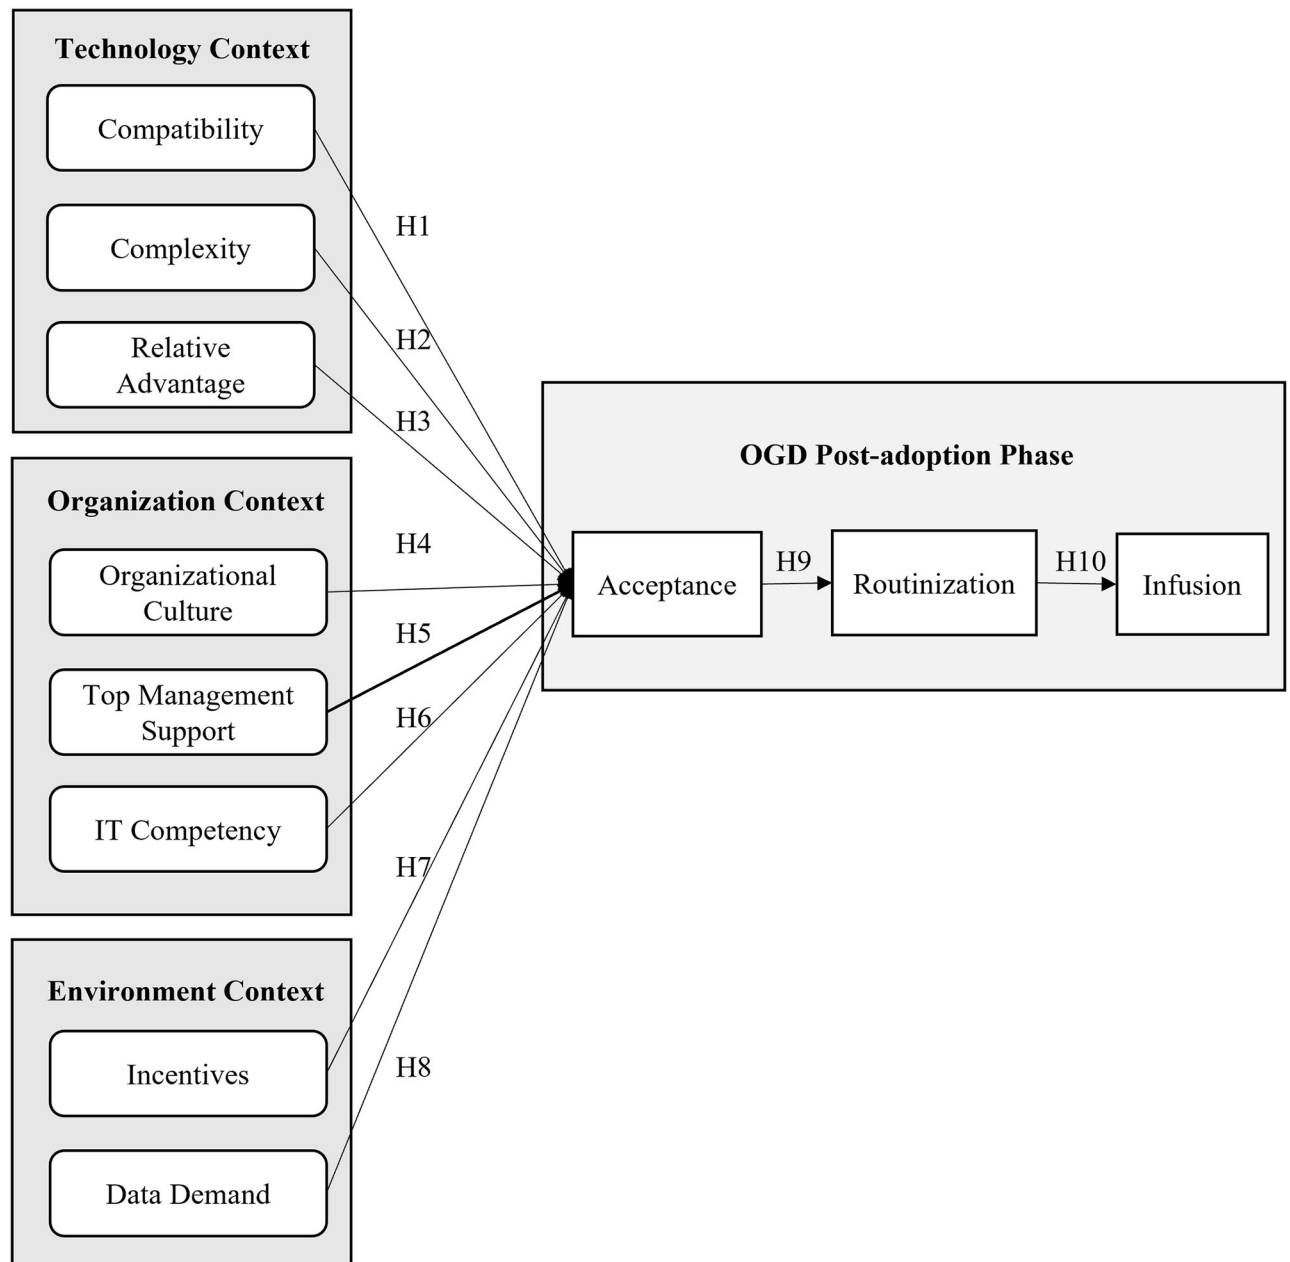 Technology Context
Compatibility
Complexity
Relative
Advantage
H1
H2
H3
Organization Context
Organizational
Culture
Top Management
Support
IT Competency
H4
H5
H6
Environment Context
Incentives
Data Demand
H7
H8
OGD Post-adoption Phase
Acceptance
H9
Routinization
H10
Infusion